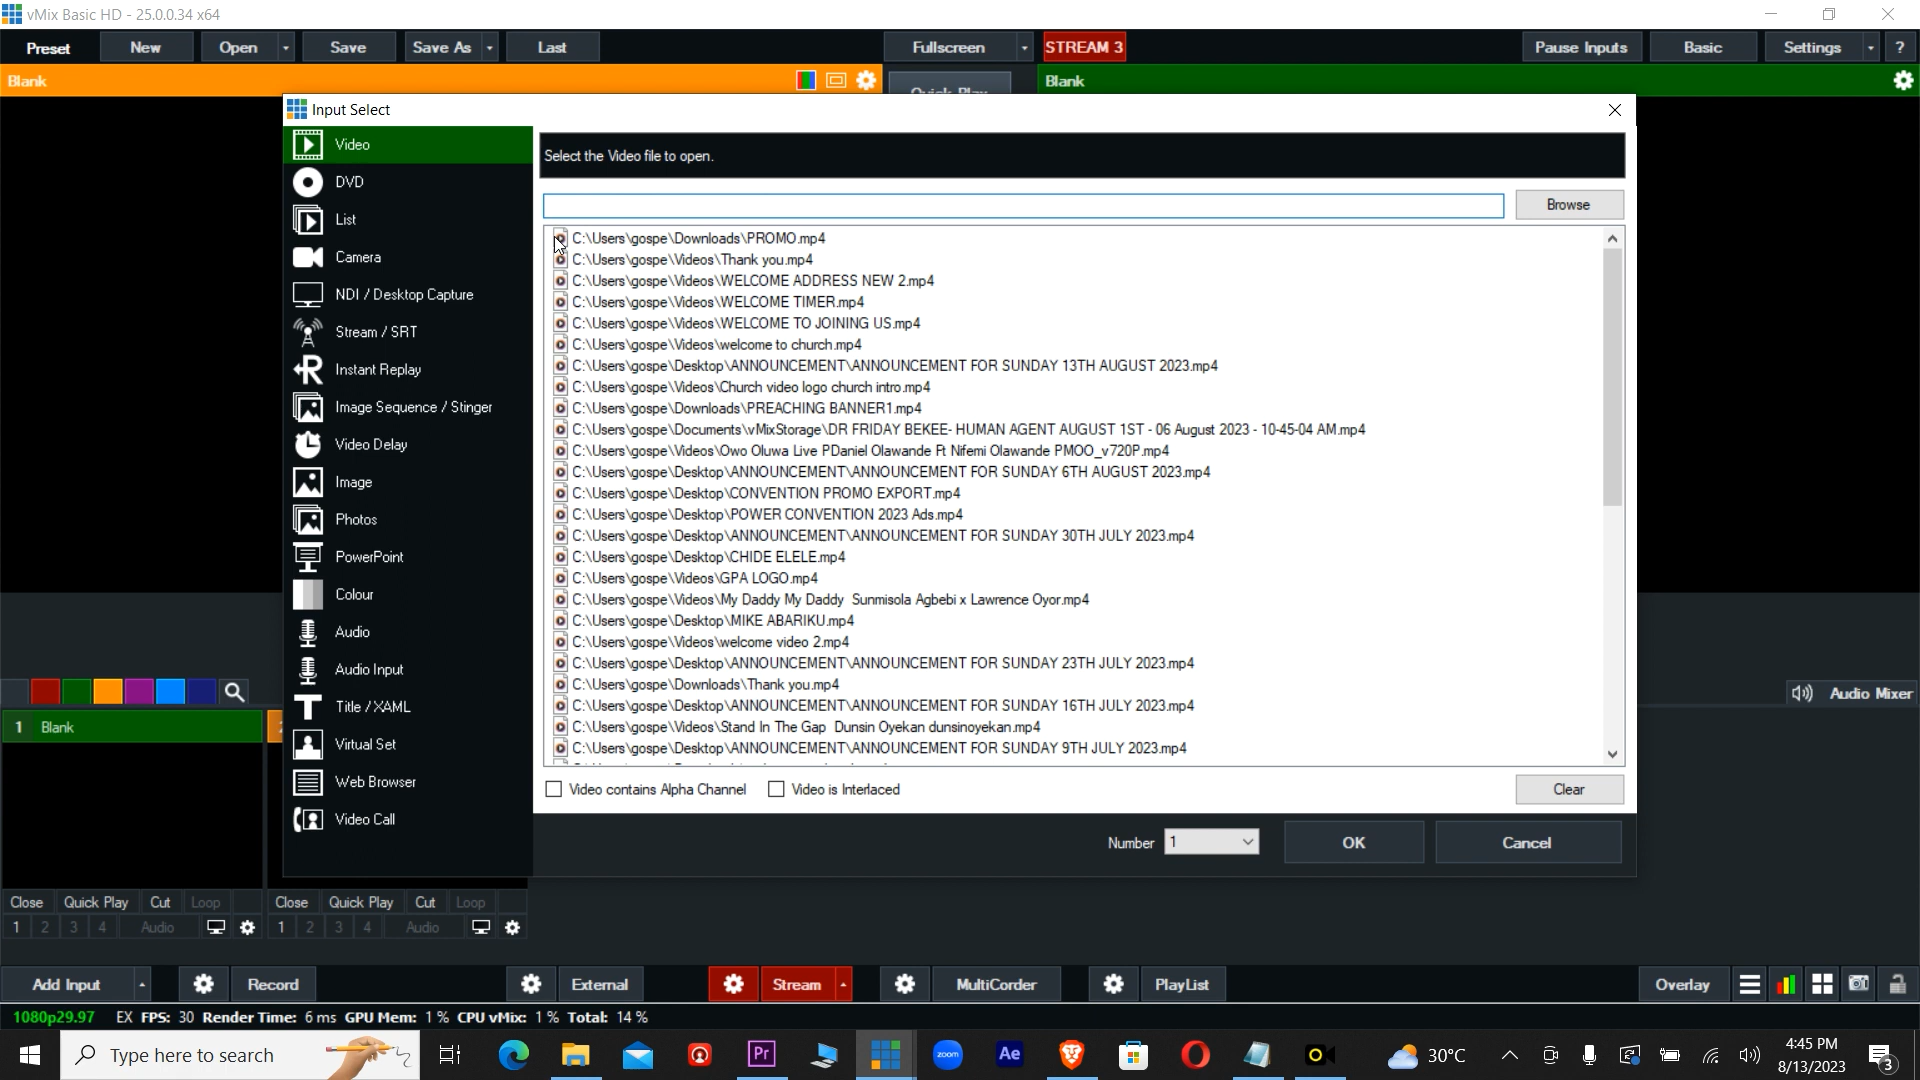 vMix Basic HD - 25.0.0.34 x64
Preset New Open Save Save As Last Fullscreen STREAM 3 Pause Inputs Basic Settings ?
Blank Quick Play Blank
Input Select
Video
DVD
List
Camera
NDI / Desktop Capture
Stream / SRT
Instant Replay
Image Sequence / Stinger
Video Delay
Image
Photos
PowerPoint
Colour
Audio
Audio Input
Title / XAML
Virtual Set
Web Browser
Video Call
Select the Video file to open.
Browse
C:\Users\gospe\Downloads\PROMO.mp4
C:\Users\gospe\Videos\Thank you.mp4
C:\Users\gospe\Videos\WELCOME ADDRESS NEW 2.mp4
C:\Users\gospe\Videos\WELCOME TIMER.mp4
C:\Users\gospe\Videos\WELCOME TO JOINING US.mp4
C:\Users\gospe\Videos\welcome to church.mp4
C:\Users\gospe\Desktop\ANNOUNCEMENT\ANNOUNCEMENT FOR SUNDAY 13TH AUGUST 2023.mp4
C:\Users\gospe\Videos\Church video logo church intro.mp4
C:\Users\gospe\Downloads\PREACHING BANNER1.mp4
C:\Users\gospe\Documents\vMixStorage\DR FRIDAY BEKEE- HUMAN AGENT AUGUST 1ST - 06 August 2023 - 10-45-04 AM.mp4
C:\Users\gospe\Videos\Owo Oluwa Live PDaniel Olawande Ft Nifemi Olawande PMOO_v720P.mp4
C:\Users\gospe\Desktop\ANNOUNCEMENT\ANNOUNCEMENT FOR SUNDAY 6TH AUGUST 2023.mp4
C:\Users\gospe\Desktop\CONVENTION PROMO EXPORT.mp4
C:\Users\gospe\Desktop\POWER CONVENTION 2023 Ads.mp4
C:\Users\gospe\Desktop\ANNOUNCEMENT\ANNOUNCEMENT FOR SUNDAY 30TH JULY 2023.mp4
C:\Users\gospe\Desktop\CHIDE ELELE.mp4
C:\Users\gospe\Videos\GPA LOGO.mp4
C:\Users\gospe\Videos\My Daddy My Daddy  Sunmisola Agbebi x Lawrence Oyor.mp4
C:\Users\gospe\Desktop\MIKE ABARIKU.mp4
C:\Users\gospe\Videos\welcome video 2.mp4
C:\Users\gospe\Desktop\ANNOUNCEMENT\ANNOUNCEMENT FOR SUNDAY 23TH JULY 2023.mp4
C:\Users\gospe\Downloads\Thank you.mp4
C:\Users\gospe\Desktop\ANNOUNCEMENT\ANNOUNCEMENT FOR SUNDAY 16TH JULY 2023.mp4
C:\Users\gospe\Videos\Stand In The Gap  Dunsin Oyekan dunsinoyekan.mp4
C:\Users\gospe\Desktop\ANNOUNCEMENT\ANNOUNCEMENT FOR SUNDAY 9TH JULY 2023.mp4
Video contains Alpha Channel Video is Interlaced Clear
Number 1 OK Cancel
Audio Mixer
1 Blank
Close Quick Play Cut Loop Close Quick Play Cut Loop
1 2 3 4 Audio 1 2 3 4 Audio
Add Input Record External Stream MultiCorder PlayList Overlay
1080p29.97 EX FPS: 30 Render Time: 6 ms GPU Mem: 1 % CPU vMix: 1 % Total: 14 %
Type here to search Pr zoom Ae 30°C 4:45 PM
8/13/2023 3